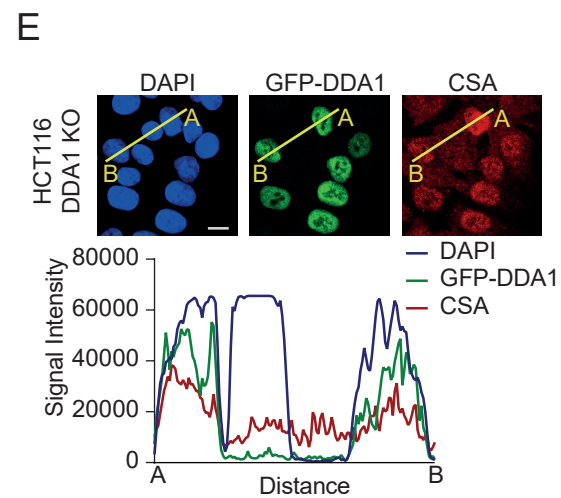 E
DAPI GFP-DDA1 CSA
HCT116
DDA1 KO
A A A
B B B
DAPI
GFP-DDA1
CSA
Signal Intensity
80000
60000
40000
20000
0
A B
Distance